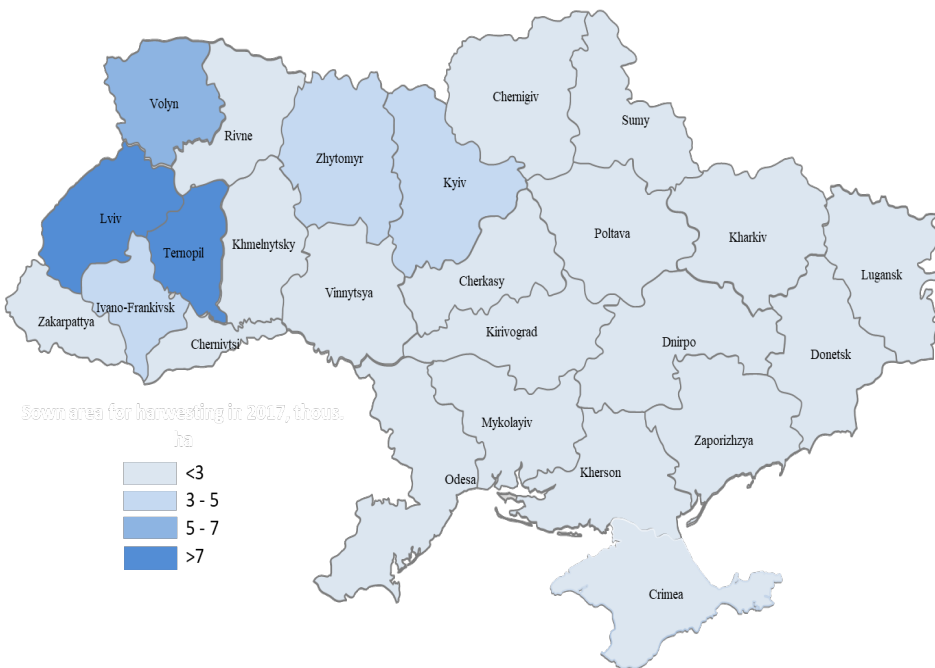 Volyn
Rivne
Zhytomyr
Kyiv
Chernigiv
Sumy
Lviv
Ternopil
Khmelnytsky
Vinnytsya
Cherkasy
Poltava
Kharkiv
Lugansk
Zakarpattya
Ivano-Frankivsk
Chernivtsi
Kirivograd
Dnirpo
Donetsk
Mykolayiv
Odesa
Kherson
Zaporizhzya
Crimea
Sown area for harwesting in 2017, thous.
ha
<3
3 - 5
5 - 7
>7